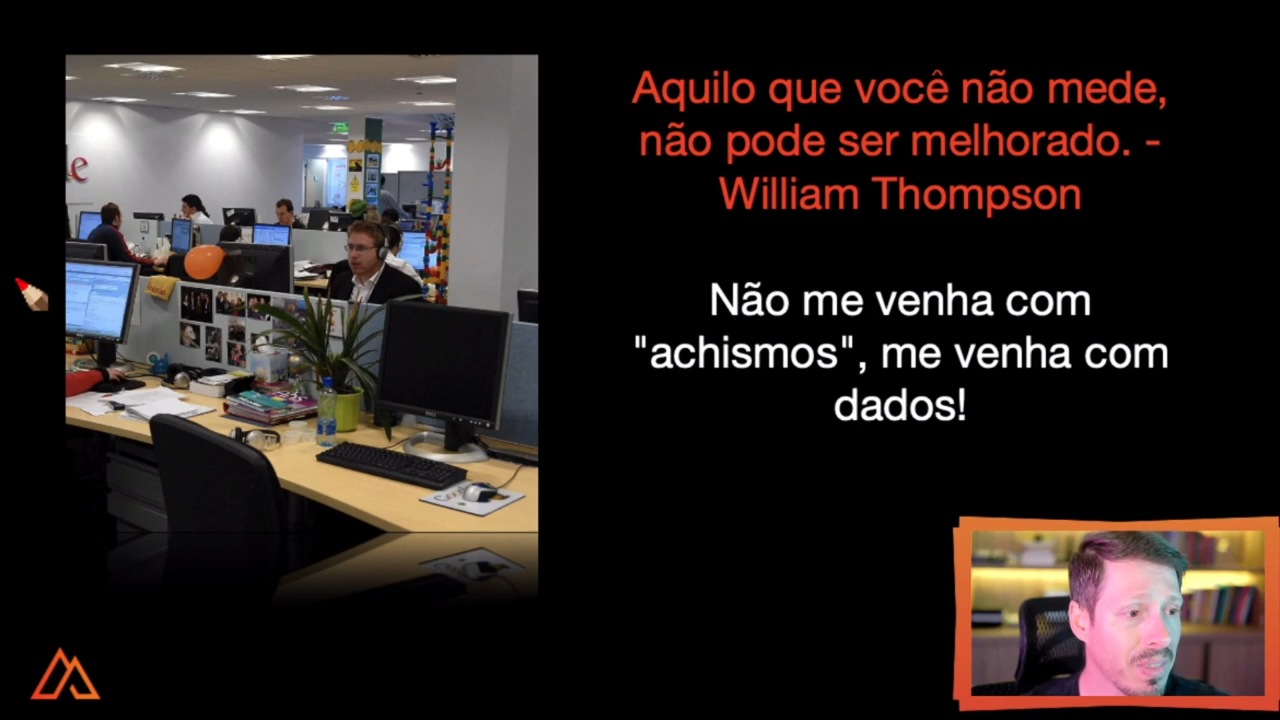 Aquilo que você não mede,
não pode ser melhorado. -
William Thompson
Não me venha com
"achismos", me venha com
dados!